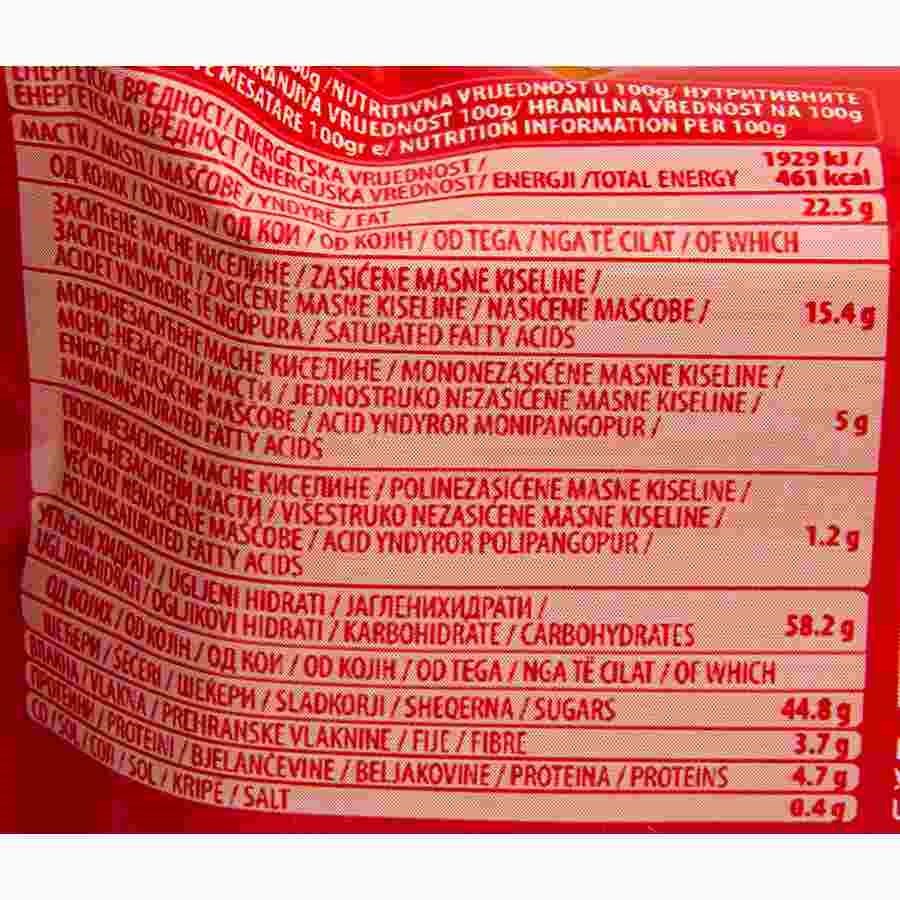 /NUTRITIVNA VRIJEDNOST U 100g/ НУТРИТИВНИТЕ
HRANJIVA VRIJEDNOST 100g/ HRANILNA VREDNOST NA 100g
MESATARE 100gr e/ NUTRITION INFORMATION PER 100g
ЕНЕРГЕТСКА ВРЕДНОСТ/ ENERGETSKA VRIJEDNOST /
ЕНЕРГЕТСКАТА ВРЕДНОСТ / ENERGIJSKA VREDNOST / ENERGJI /TOTAL ENERGY
1929 kJ /
461 kcal
МАСТИ / MASTI / MAŠČOBE / YNDYRË / FAT
22.5 g
ОД КОЈИХ / OD KOJIH / ОД КОИ / OD KOJIH / OD TEGA / NGA TË CILAT / OF WHICH
ЗАСИЋЕНЕ МАСНЕ КИСЕЛИНЕ / ZASIĆENE MASNE KISELINE /
ЗАСИТЕНИ МАСТИ / ZASIĆENE MASNE KISELINE / NASIČENE MAŠČOBE /
ACIDET YNDYRORE TË NGOPURA / SATURATED FATTY ACIDS
15.4 g
МОНОНЕЗАСИЋЕНЕ МАСНЕ КИСЕЛИНЕ / MONONEZASIĆENE MASNE KISELINE /
МОНО-НЕЗАСИТЕНИ МАСТИ / JEDNOSTRUKO NEZASIĆENE MASNE KISELINE /
ENKRAT NENASIČENE MAŠČOBE / ACID YNDYROR MONIPANGOPUR /
MONOUNSATURATED FATTY ACIDS
5 g
ПОЛИНЕЗАСИЋЕНЕ МАСНЕ КИСЕЛИНЕ / POLINEZASIĆENE MASNE KISELINE /
ПОЛИ-НЕЗАСИТЕНИ МАСТИ / VIŠESTRUKO NEZASIĆENE MASNE KISELINE /
VEČKRAT NENASIČENE MAŠČOBE / ACID YNDYROR POLIPANGOPUR /
POLYUNSATURATED FATTY ACIDS
1.2 g
УГЉЕНИ ХИДРАТИ / UGLJENI HIDRATI / ЈАГЛЕНИХИДРАТИ /
UGLJIKOHIDRATI / OGLJIKOVI HIDRATI / KARBOHIDRATE / CARBOHYDRATES
58.2 g
ОД КОЈИХ / OD KOJIH / ОД КОИ / OD KOJIH / OD TEGA / NGA TË CILAT / OF WHICH
ШЕЋЕРИ / ŠEĆERI / ШЕЌЕРИ / SLADKORJI / SHEQERNA / SUGARS
44.8 g
ВЛАКНА / VLAKNA / PREHRANSKE VLAKNINE / FIJE / FIBRE
3.7 g
ПРОТЕИНИ / PROTEINI / BJELANČEVINE / BELJAKOVINE / PROTEINA / PROTEINS
4.7 g
СО / SOL / СОЛ / SOL / KRIPË / SALT
0.4 g